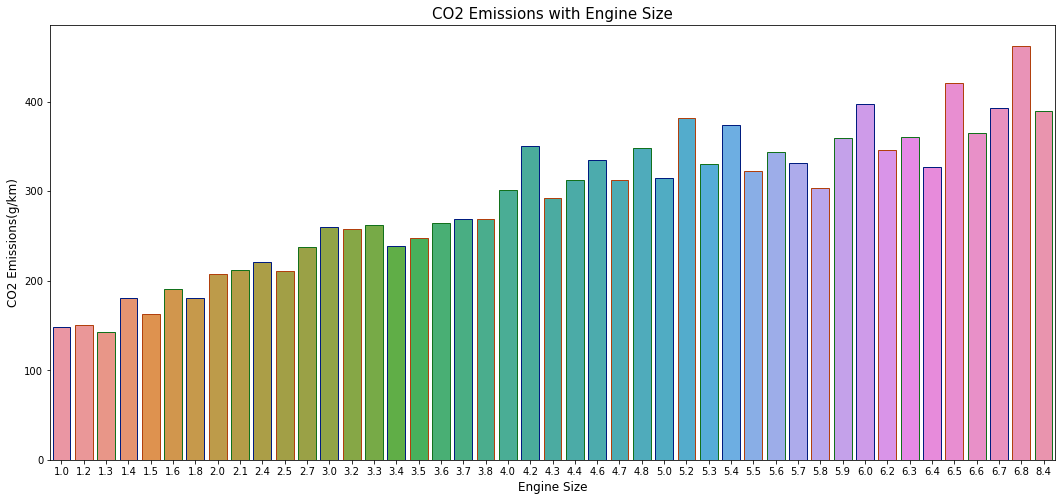 CO2 Emissions with Engine Size
CO2 Emissions(g/km)
400
300
200
100
0
1.0 1.2 1.3 1.4 1.5 1.6 1.8 2.0 2.1 2.4 2.5 2.7 3.0 3.2 3.3 3.4 3.5 3.6 3.7 3.8 4.0 4.2 4.3 4.4 4.6 4.7 4.8 5.0 5.2 5.3 5.4 5.5 5.6 5.7 5.8 5.9 6.0 6.2 6.3 6.4 6.5 6.6 6.7 6.8 8.4
Engine Size